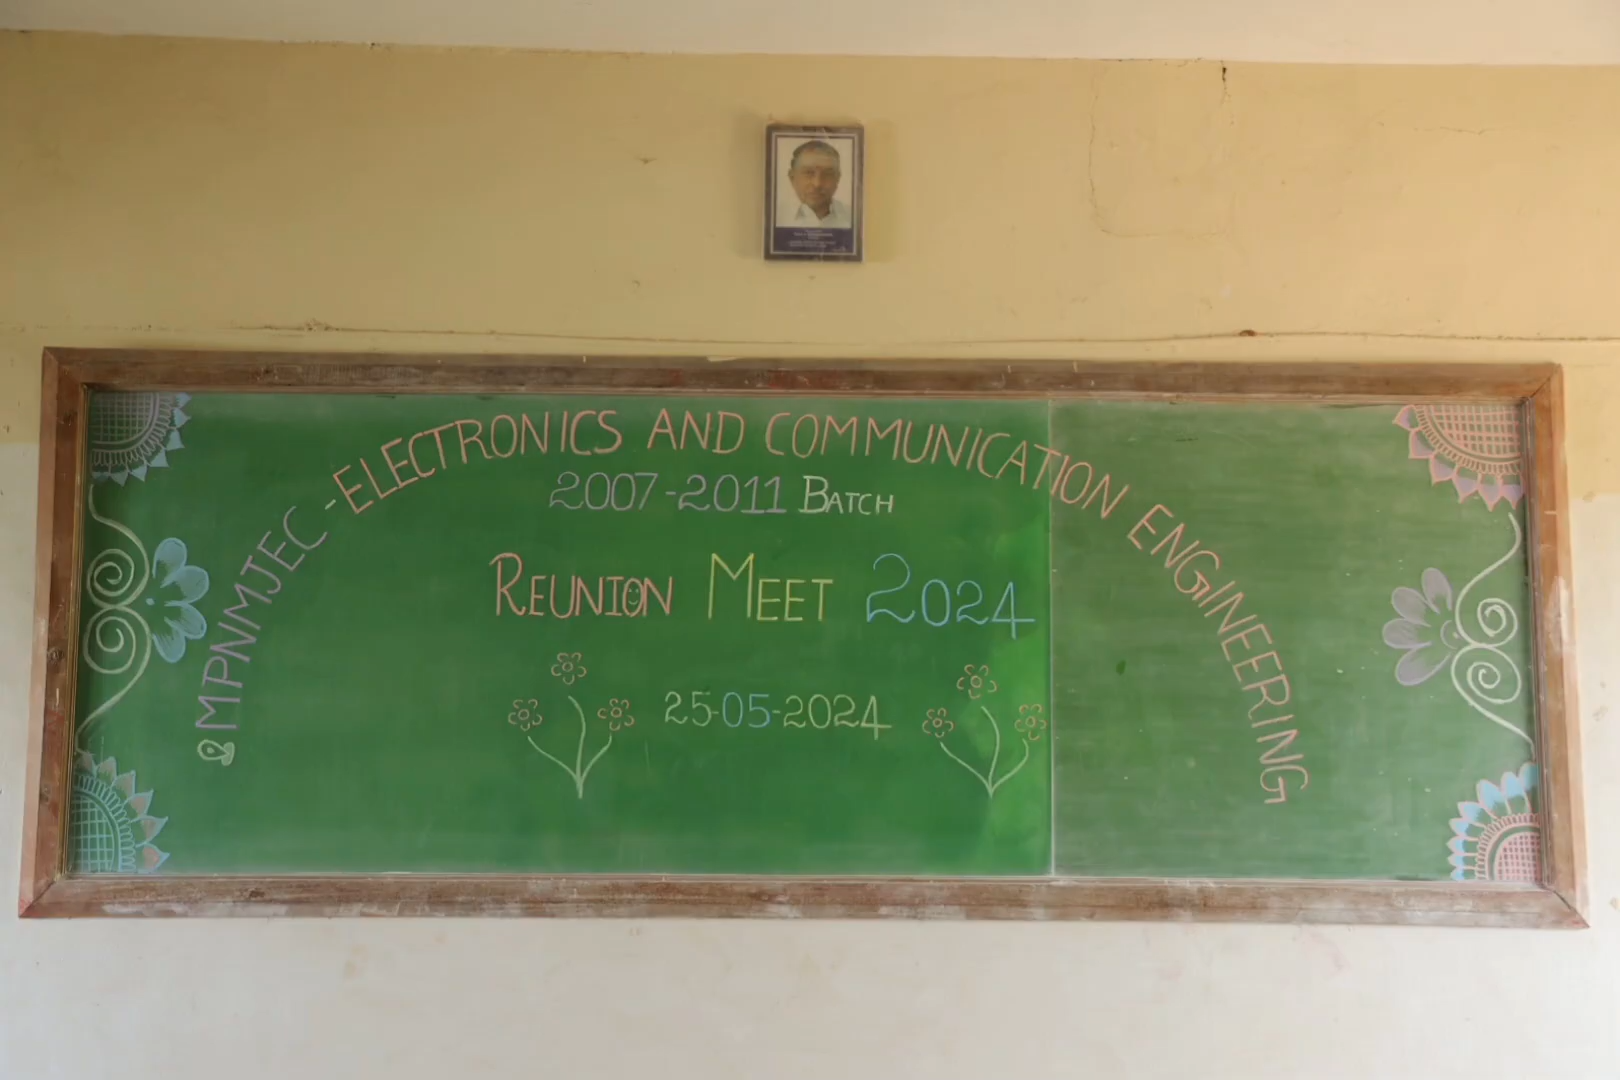 MPNMJEC - ELECTRONICS AND COMMUNICATION ENGINEERING
2007-2011 BATCH
REUNION MEET 2024
25-05-2024